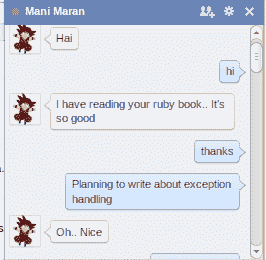 Mani Maran
Hai
hi
I have reading your ruby book.. It's
so good
thanks
Planning to write about exception
handling
Oh.. Nice